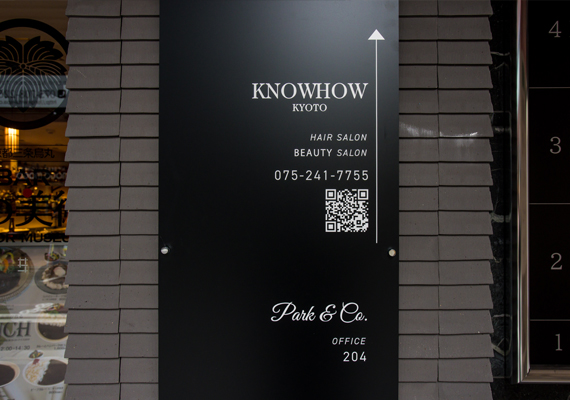 KNOWHOW
KYOTO
HAIR SALON
BEAUTY SALON
075-241-7755
Park & Co.
OFFICE
204
4
3
2
1